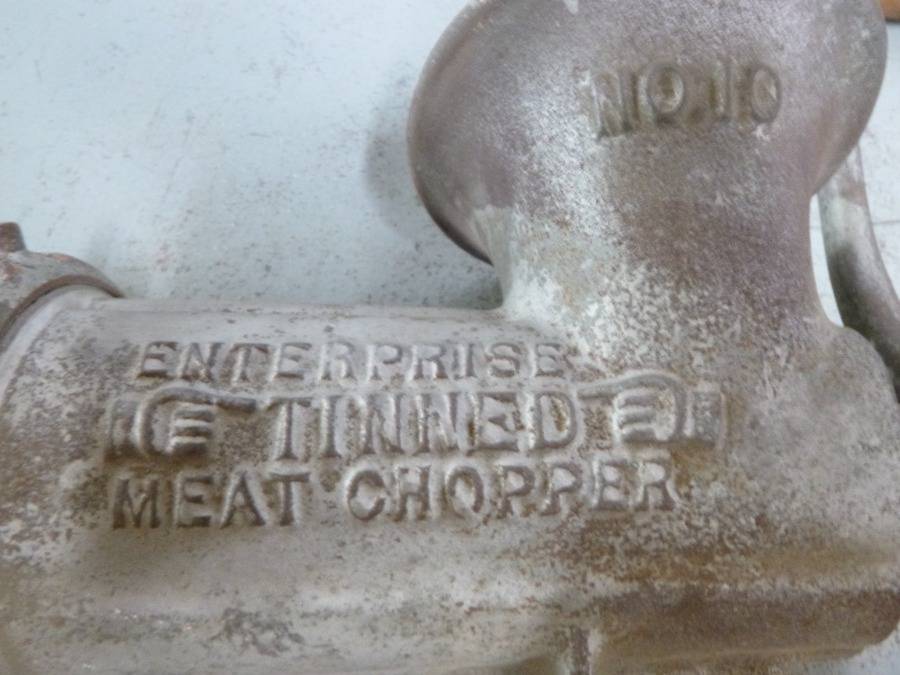 NO.10
ENTERPRISE
TINNED
MEAT CHOPPER